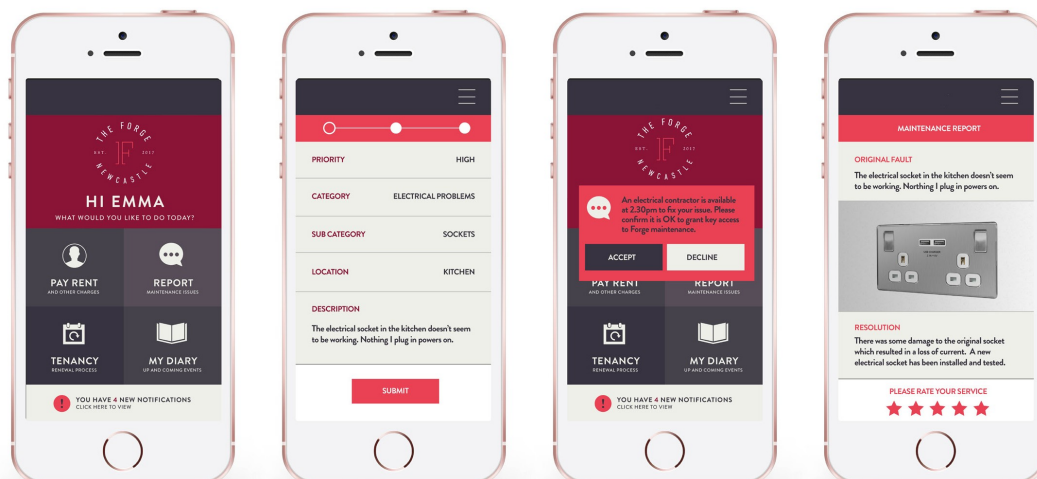 THE FORGE
EST. 2017
F
NEWCASTLE
HI EMMA
WHAT WOULD YOU LIKE TO DO TODAY?
PAY RENT
AND OTHER CHARGES
REPORT
MAINTENANCE ISSUES
TENANCY
RENEWAL PROCESS
MY DIARY
UP AND COMING EVENTS
! YOU HAVE 4 NEW NOTIFICATIONS
CLICK HERE TO VIEW
PRIORITY HIGH
CATEGORY ELECTRICAL PROBLEMS
SUB CATEGORY SOCKETS
LOCATION KITCHEN
DESCRIPTION
The electrical socket in the kitchen doesn't seem
to be working. Nothing I plug in powers on.
SUBMIT
THE FORGE
EST. 2017
F
NEWCASTLE
An electrical contractor is available
at 2.30pm to fix your issue. Please
confirm it is OK to grant key access
to Forge maintenance.
ACCEPT DECLINE
PAY RENT
AND OTHER CHARGES
REPORT
MAINTENANCE ISSUES
TENANCY
RENEWAL PROCESS
MY DIARY
UP AND COMING EVENTS
! YOU HAVE 4 NEW NOTIFICATIONS
CLICK HERE TO VIEW
MAINTENANCE REPORT
ORIGINAL FAULT
The electrical socket in the kitchen doesn't seem
to be working. Northing I plug in powers on.
RESOLUTION
There was some damage to the original socket
which resulted in a loss of current. A new
electrical socket has been installed and tested.
PLEASE RATE YOUR SERVICE